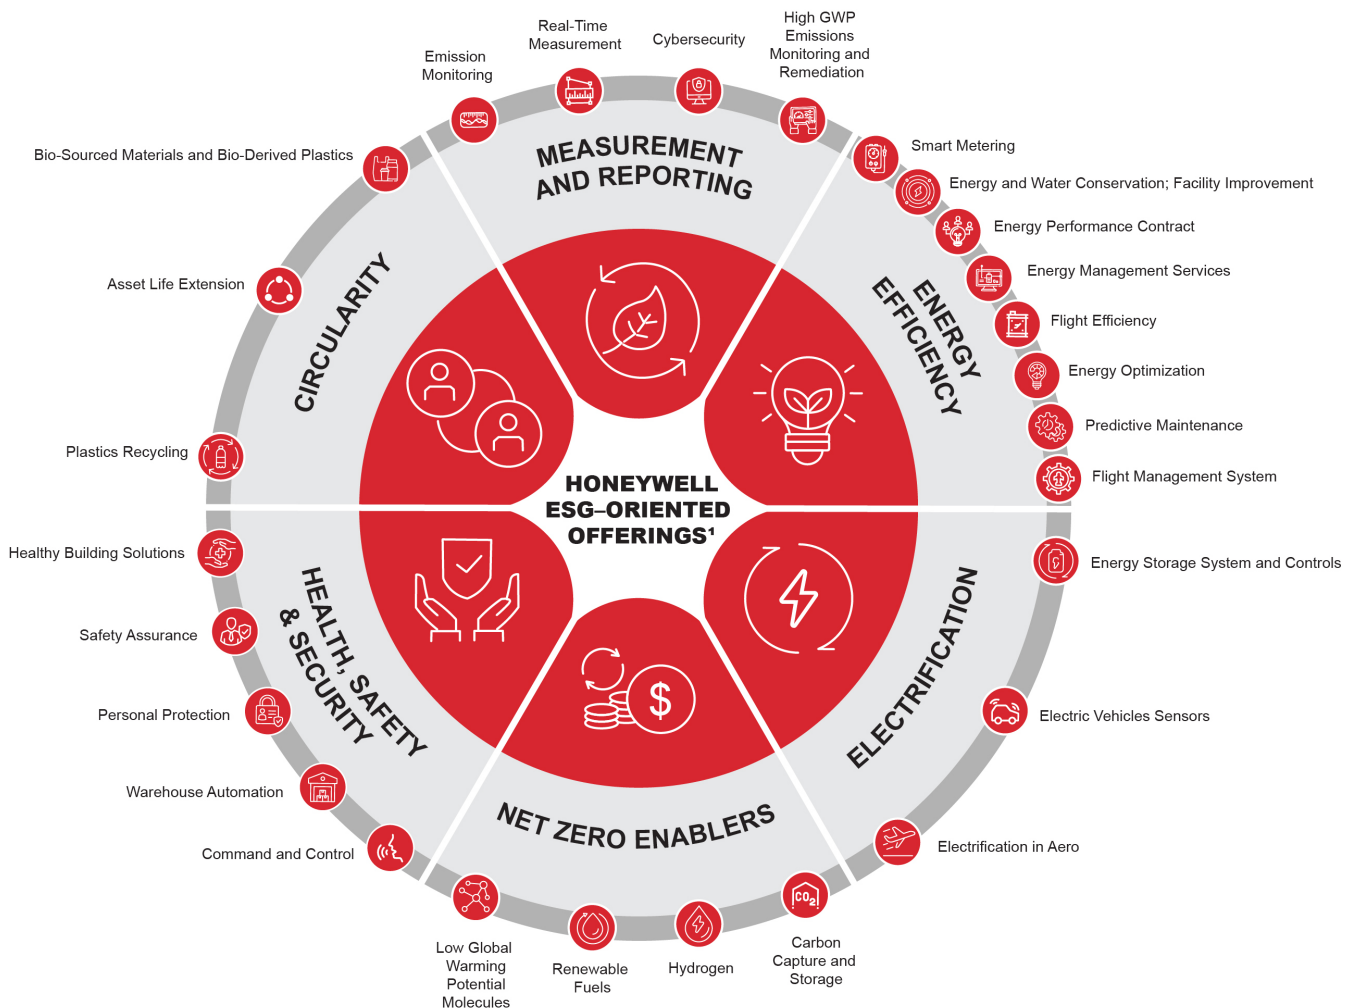 High GWP
Emissions
Monitoring and
Remediation
Real-Time
Measurement
Cybersecurity
Emission
Monitoring
MEASUREMENT
AND REPORTING
Smart Metering
Energy and Water Conservation; Facility Improvement
Energy Performance Contract
Energy Management Services
Flight Efficiency
Energy Optimization
Predictive Maintenance
Flight Management System
ENERGY
EFFICIENCY
Bio-Sourced Materials and Bio-Derived Plastics
Asset Life Extension
Plastics Recycling
CIRCULARITY
HONEYWELL
ESG–ORIENTED
OFFERINGS¹
Healthy Building Solutions
Safety Assurance
Personal Protection
Warehouse Automation
Command and Control
HEALTH, SAFETY
& SECURITY
$
NET ZERO ENABLERS
CO₂
Low Global
Warming
Potential
Molecules
Renewable
Fuels
Hydrogen
Carbon
Capture and
Storage
ELECTRIFICATION
Energy Storage System and Controls
Electric Vehicles Sensors
Electrification in Aero